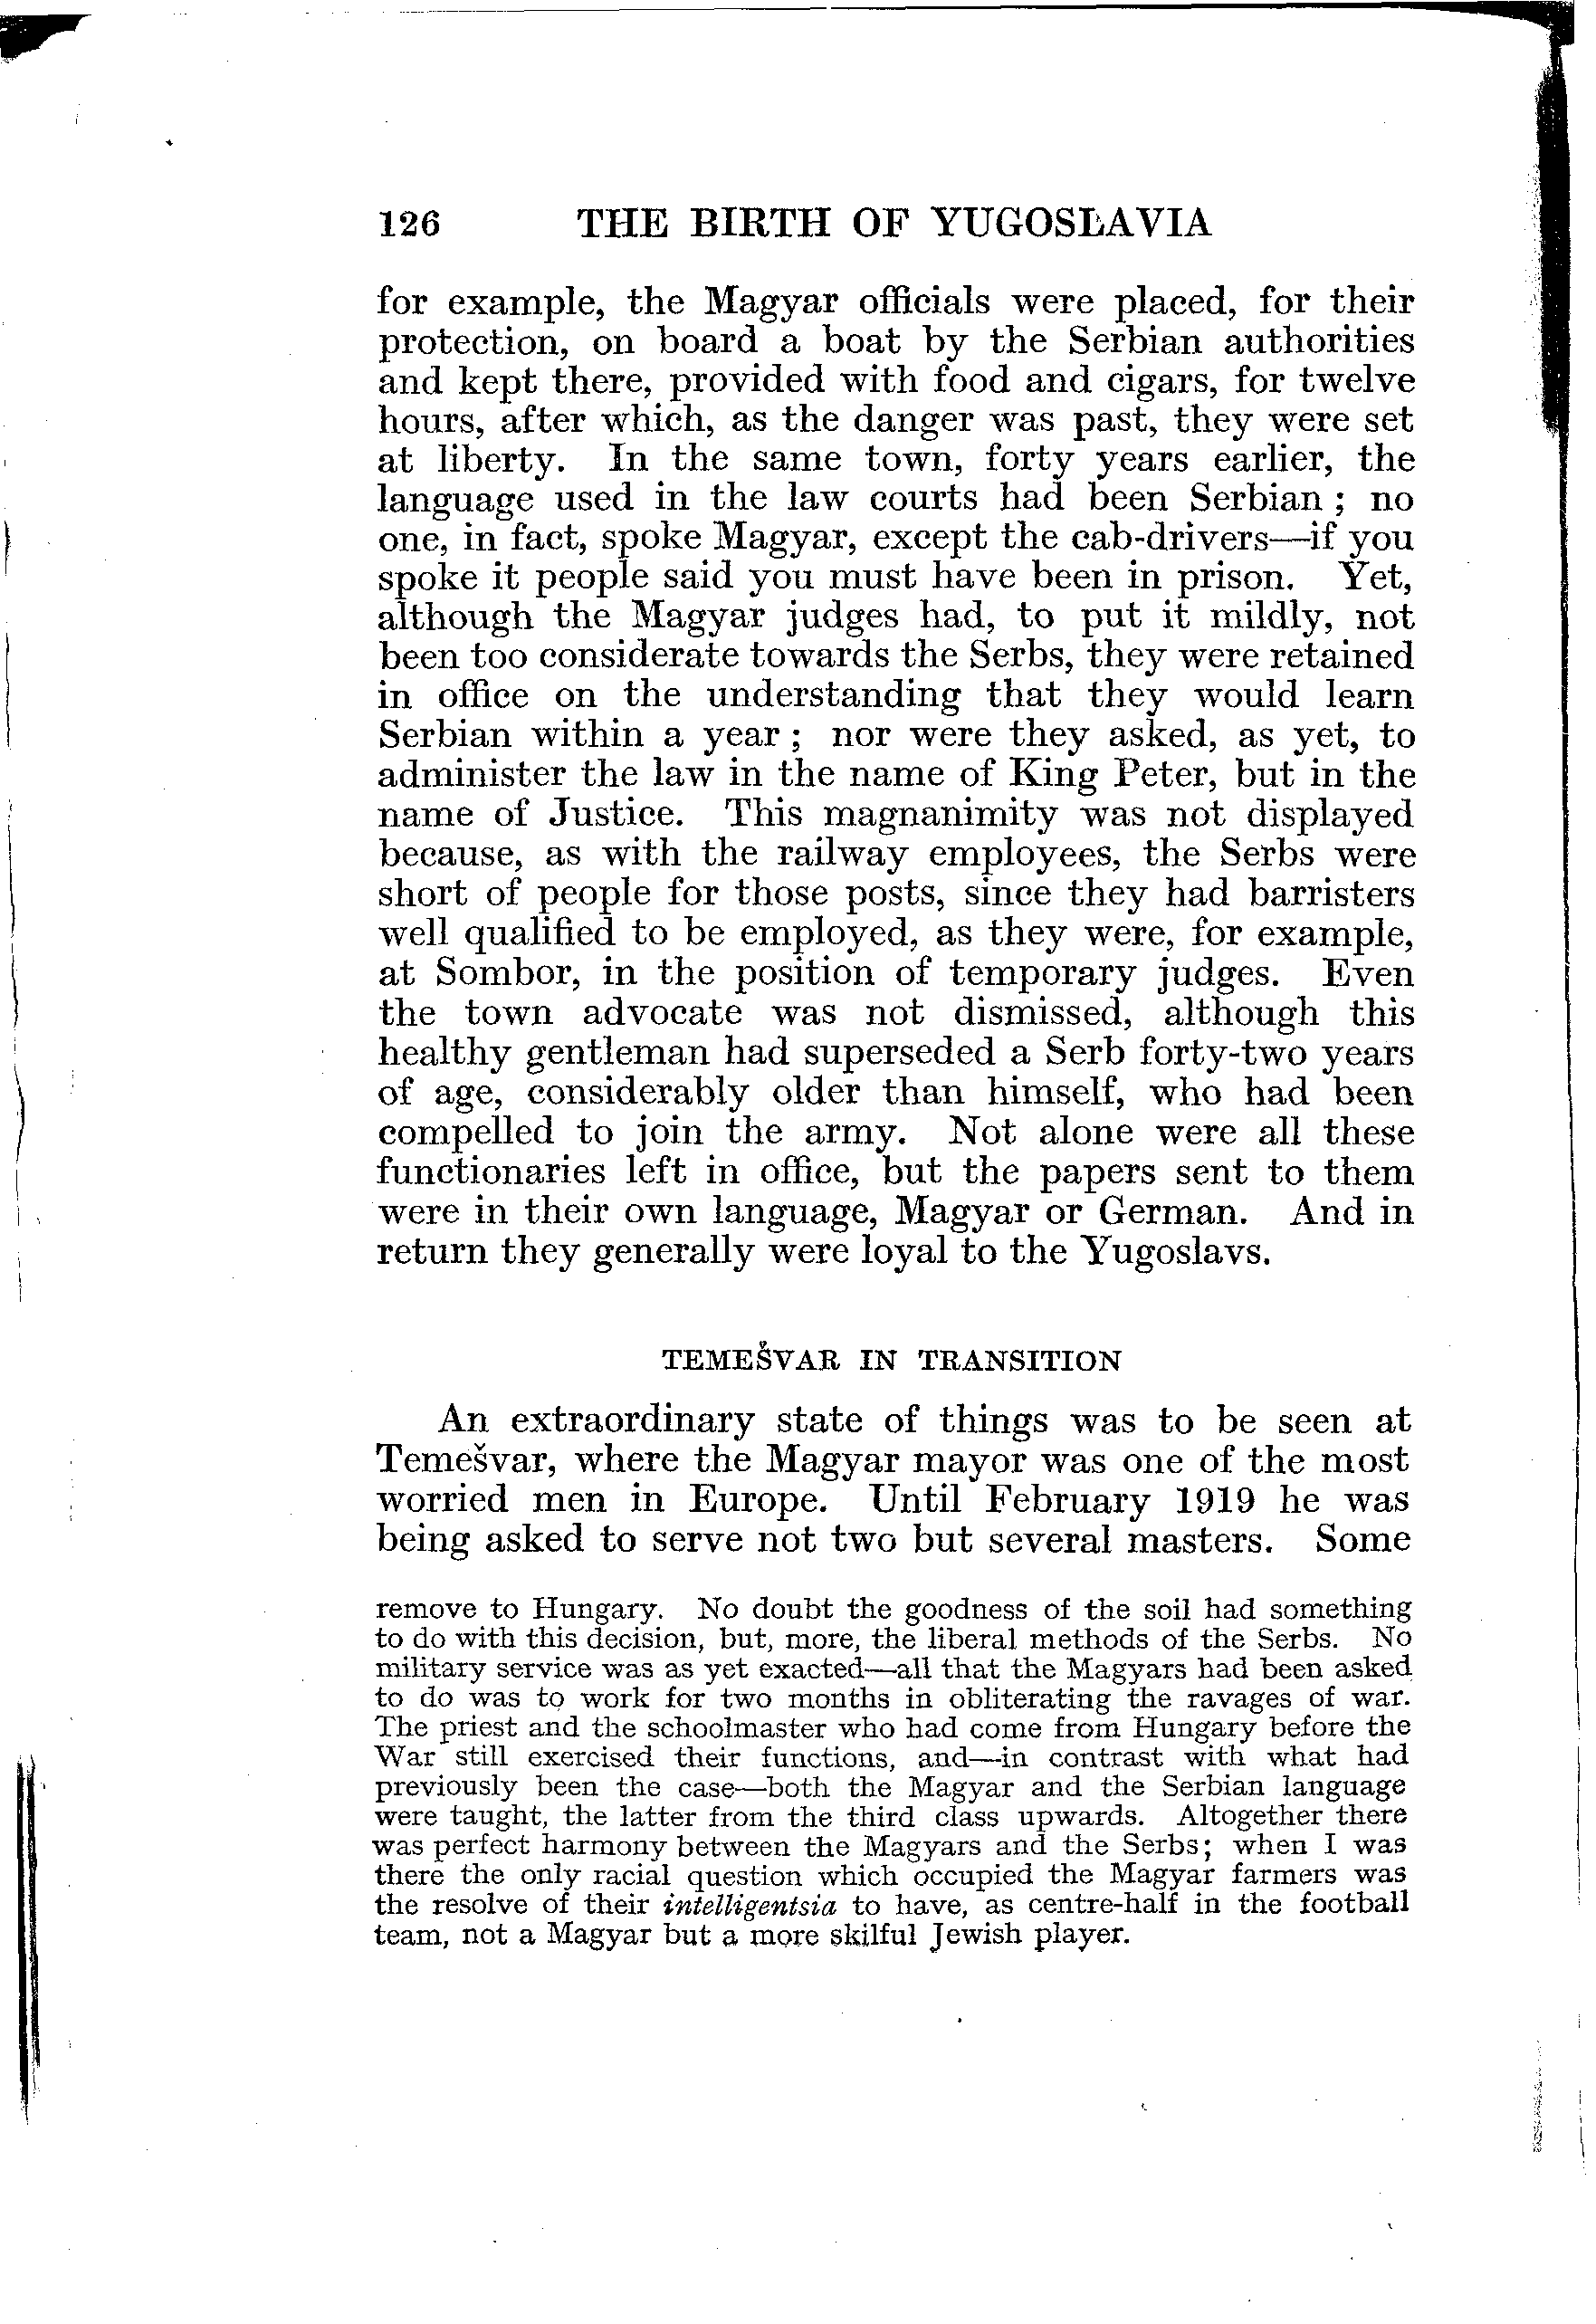 126 THE BIRTH OF YUGOSLAVIA
for example, the Magyar officials were placed, for their
protection, on board a boat by the Serbian authorities
and kept there, provided with food and cigars, for twelve
hours, after which, as the danger was past, they were set
at liberty. In the same town, forty years earlier, the
language used in the law courts had been Serbian ; no
one, in fact, spoke Magyar, except the cab-drivers—if you
spoke it people said you must have been in prison. Yet,
although the Magyar judges had, to put it mildly, not
been too considerate towards the Serbs, they were retained
in office on the understanding that they would learn
Serbian within a year ; nor were they asked, as yet, to
administer the law in the name of King Peter, but in the
name of Justice. This magnanimity was not displayed
because, as with the railway employees, the Serbs were
short of people for those posts, since they had barristers
well qualified to be employed, as they were, for example,
at Sombor, in the position of temporary judges. Even
the town advocate was not dismissed, although this
healthy gentleman had superseded a Serb forty-two years
of age, considerably older than himself, who had been
compelled to join the army. Not alone were all these
functionaries left in office, but the papers sent to them
were in their own language, Magyar or German. And in
return they generally were loyal to the Yugoslavs.
TEMEŠVAR IN TRANSITION
An extraordinary state of things was to be seen at
Temešvar, where the Magyar mayor was one of the most
worried men in Europe. Until February 1919 he was
being asked to serve not two but several masters. Some
remove to Hungary. No doubt the goodness of the soil had something
to do with this decision, but, more, the liberal methods of the Serbs. No
military service was as yet exacted—all that the Magyars had been asked
to do was to work for two months in obliterating the ravages of war.
The priest and the schoolmaster who had come from Hungary before the
War still exercised their functions, and—in contrast with what had
previously been the case—both the Magyar and the Serbian language
were taught, the latter from the third class upwards. Altogether there
was perfect harmony between the Magyars and the Serbs; when I was
there the only racial question which occupied the Magyar farmers was
the resolve of their intelligentsia to have, as centre-half in the football
team, not a Magyar but a more skilful Jewish player.